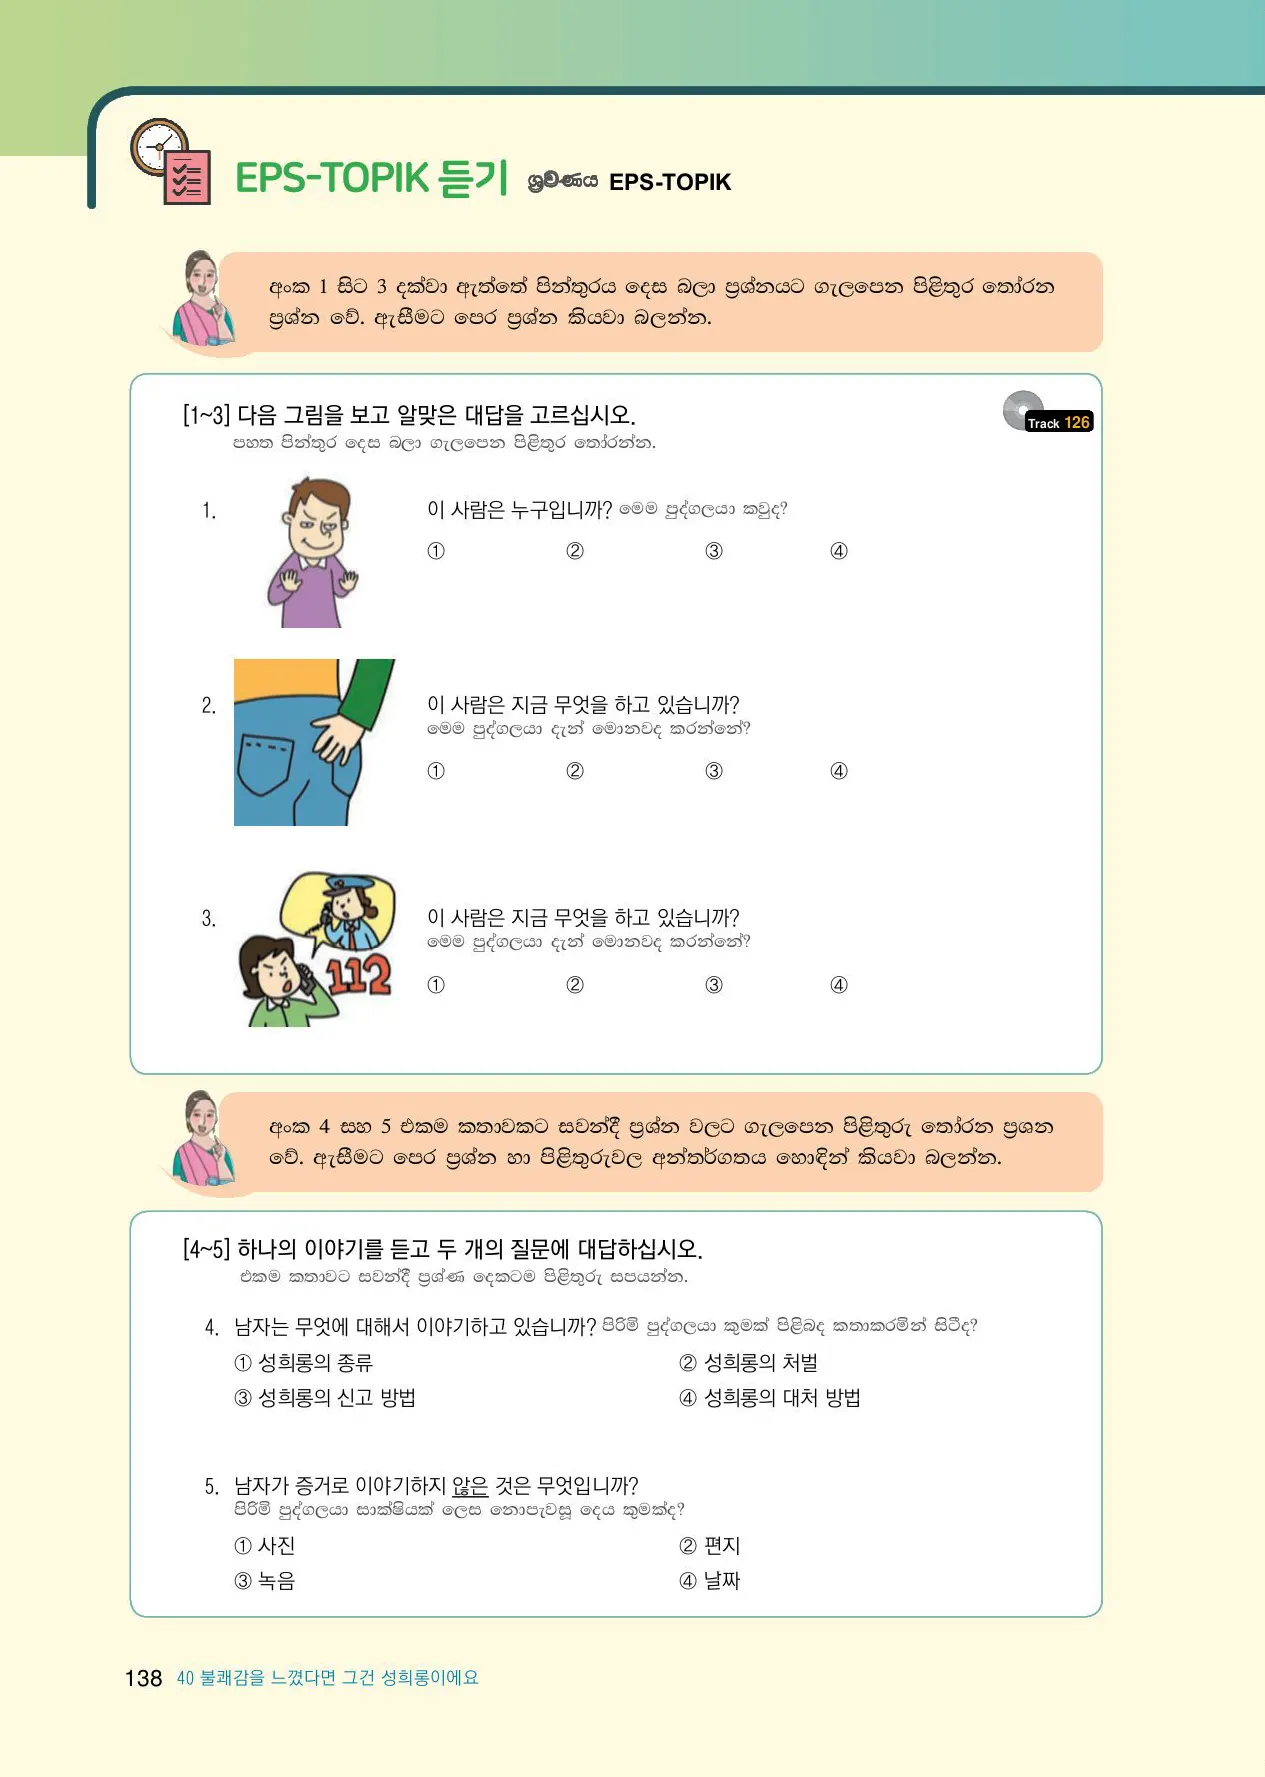 EPS-TOPIK 듣기 ශ්‍රවණය EPS-TOPIK
අංක 1 සිට 3 දක්වා ඇත්තේ පින්තූරය දෙස බලා ප්‍රශ්නයට ගැලපෙන පිළිතුර තෝරන
ප්‍රශ්න වේ. ඇසීමට පෙර ප්‍රශ්න කියවා බලන්න.
[1~3] 다음 그림을 보고 알맞은 대답을 고르십시오.
Track 126
පහත පින්තුර දෙස බලා ගැලපෙන පිළිතුර තෝරන්න.
1. 이 사람은 누구입니까? මෙම පුද්ගලයා කවුද?
① ② ③ ④
2. 이 사람은 지금 무엇을 하고 있습니까?
මෙම පුද්ගලයා දැන් මොනවද කරන්නේ?
① ② ③ ④
3. 이 사람은 지금 무엇을 하고 있습니까?
මෙම පුද්ගලයා දැන් මොනවද කරන්නේ?
112
① ② ③ ④
අංක 4 සහ 5 එකම කතාවකට සවන්දී ප්‍රශ්න වලට ගැලපෙන පිළිතුරු තෝරන ප්‍රශන
වේ. ඇසීමට පෙර ප්‍රශ්න හා පිළිතුරුවල අන්තර්ගතය හොඳින් කියවා බලන්න.
[4~5] 하나의 이야기를 듣고 두 개의 질문에 대답하십시오.
එකම කතාවට සවන්දී ප්‍රශ්ණ දෙකටම පිළිතුරු සපයන්න.
4. 남자는 무엇에 대해서 이야기하고 있습니까? පිරිමි පුද්ගලයා කුමක් පිළිබද කතාකරමින් සිටීද?
① 성희롱의 종류 ② 성희롱의 처벌
③ 성희롱의 신고 방법 ④ 성희롱의 대처 방법
5. 남자가 증거로 이야기하지 않은 것은 무엇입니까?
පිරිමි පුද්ගලයා සාක්ෂියක් ලෙස නොපැවසූ දෙය කුමක්ද?
① 사진 ② 편지
③ 녹음 ④ 날짜
138 40 불쾌감을 느꼈다면 그건 성희롱이에요